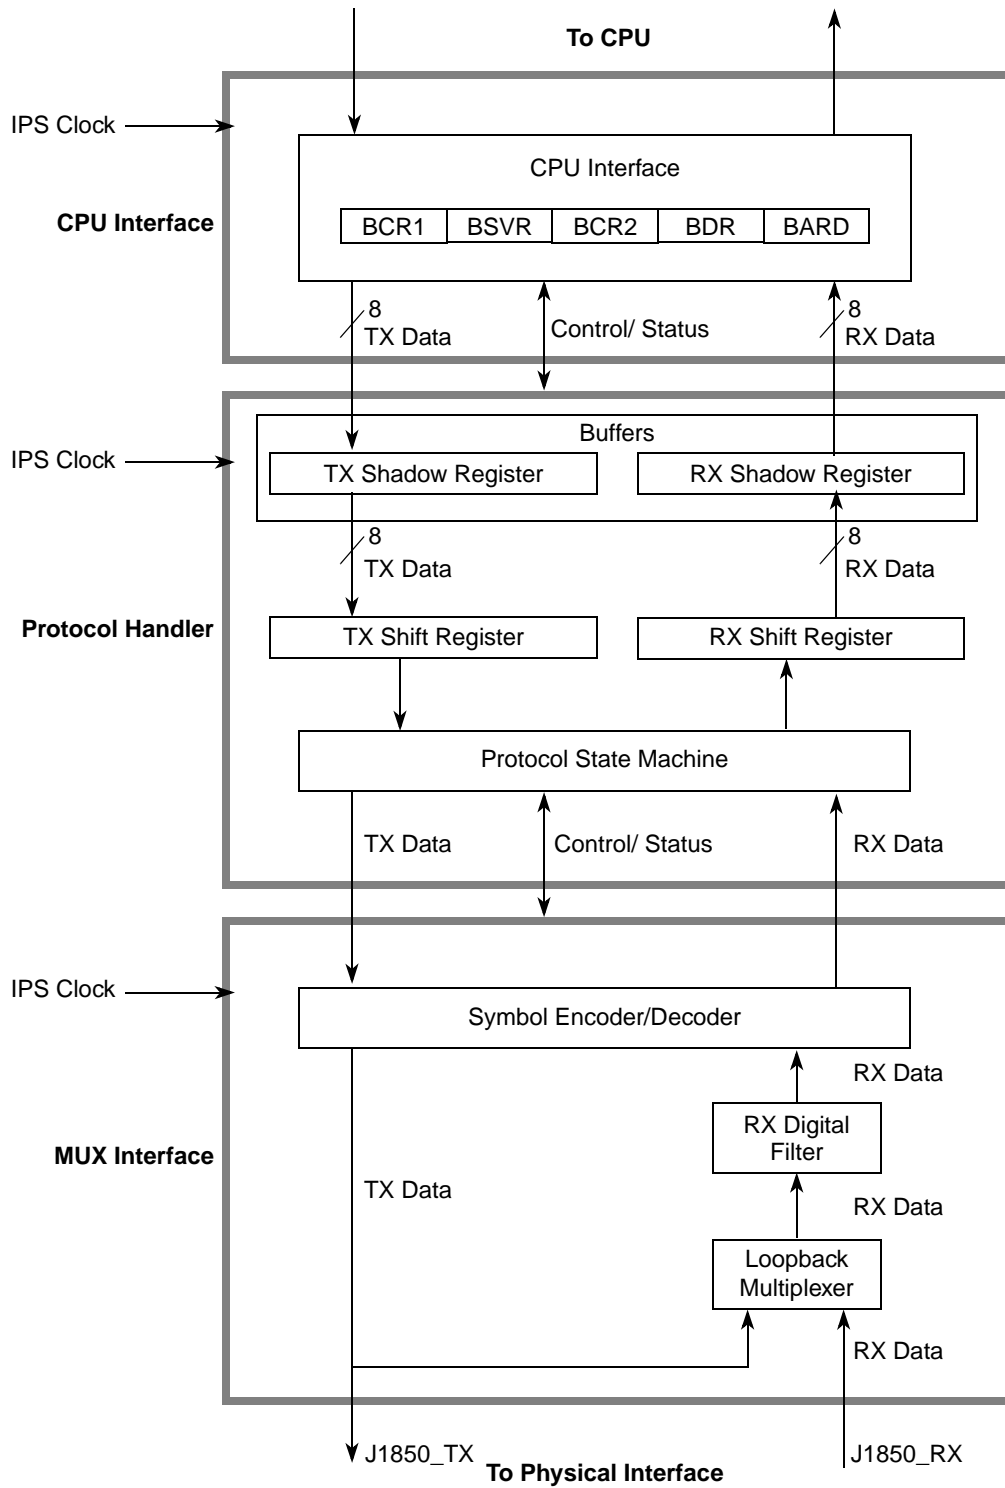 To CPU
IPS Clock
CPU Interface
CPU Interface
BCR1 BSVR BCR2 BDR BARD
8
TX Data
Control/ Status
8
RX Data
IPS Clock
Buffers
TX Shadow Register
RX Shadow Register
8
TX Data
8
RX Data
Protocol Handler
TX Shift Register
RX Shift Register
Protocol State Machine
TX Data
Control/ Status
RX Data
IPS Clock
Symbol Encoder/Decoder
RX Data
RX Digital
Filter
MUX Interface
TX Data
RX Data
Loopback
Multiplexer
RX Data
J1850_TX
J1850_RX
To Physical Interface